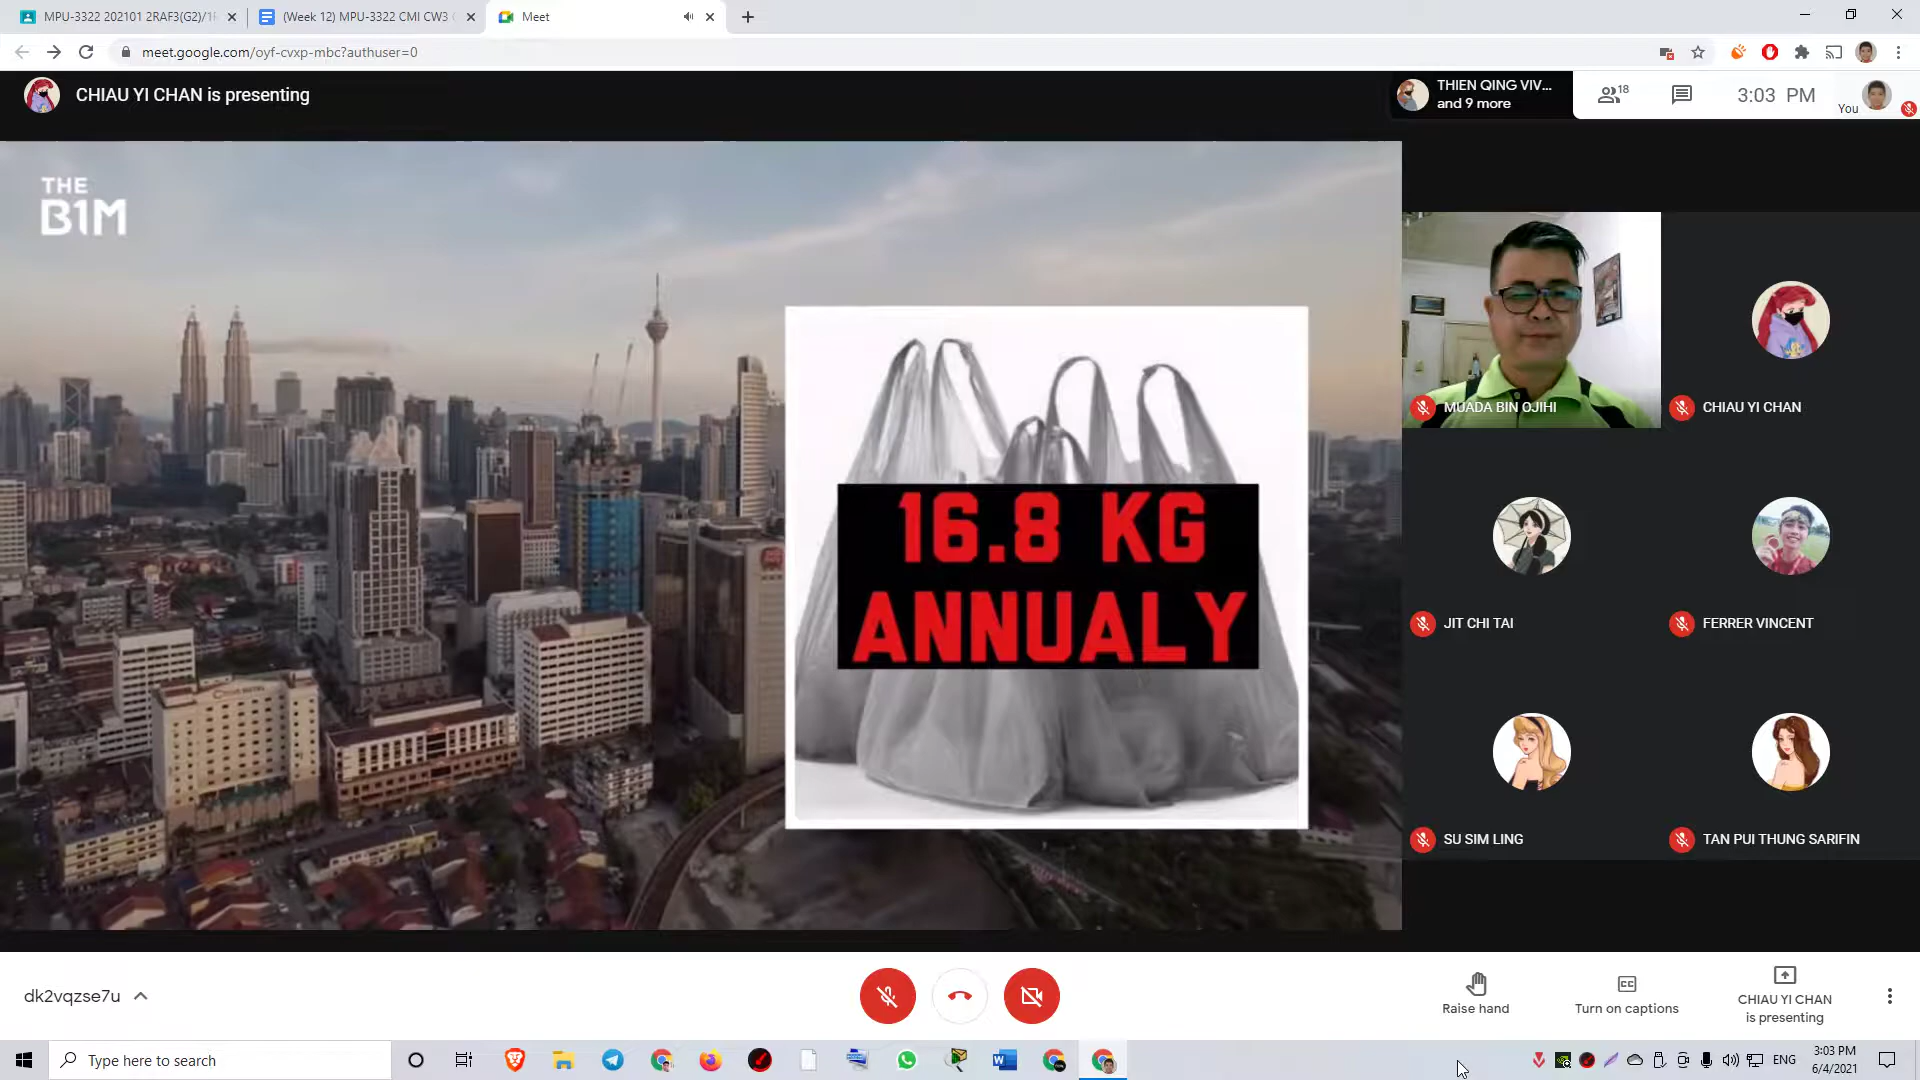 MPU-3322 202101 2RAF3(G2)/1F
(Week 12) MPU-3322 CMI CW3 (
Meet
meet.google.com/oyf-cvxp-mbc?authuser=0
CHIAU YI CHAN is presenting
THIEN QING VIV...
and 9 more
18
3:03 PM
You
THE
B1M
16.8 KG
ANNUALY
MUADA BIN OJIHI
CHIAU YI CHAN
JIT CHI TAI
FERRER VINCENT
SU SIM LING
TAN PUI THUNG SARIFIN
dk2vqzse7u
Raise hand
Turn on captions
CHIAU YI CHAN
is presenting
Type here to search
ENG
3:03 PM
6/4/2021